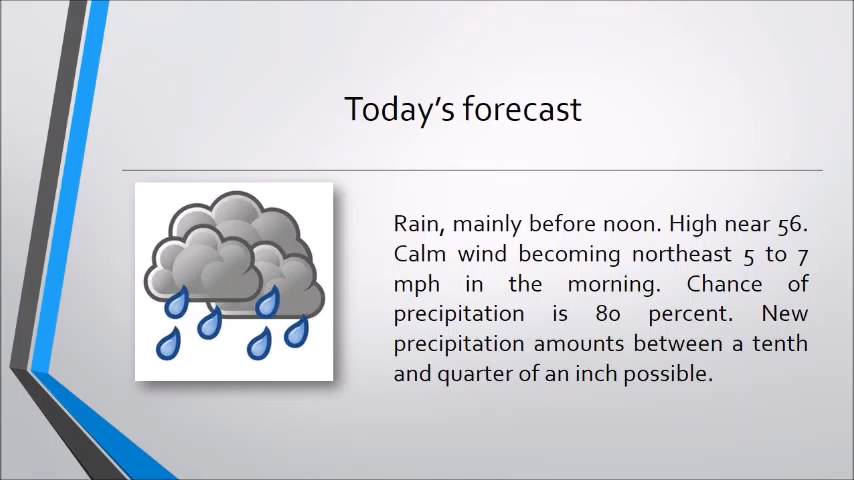 Today's forecast
Rain, mainly before noon. High near 56.
Calm wind becoming northeast 5 to 7
mph in the morning. Chance of
precipitation is 80 percent. New
precipitation amounts between a tenth
and quarter of an inch possible.